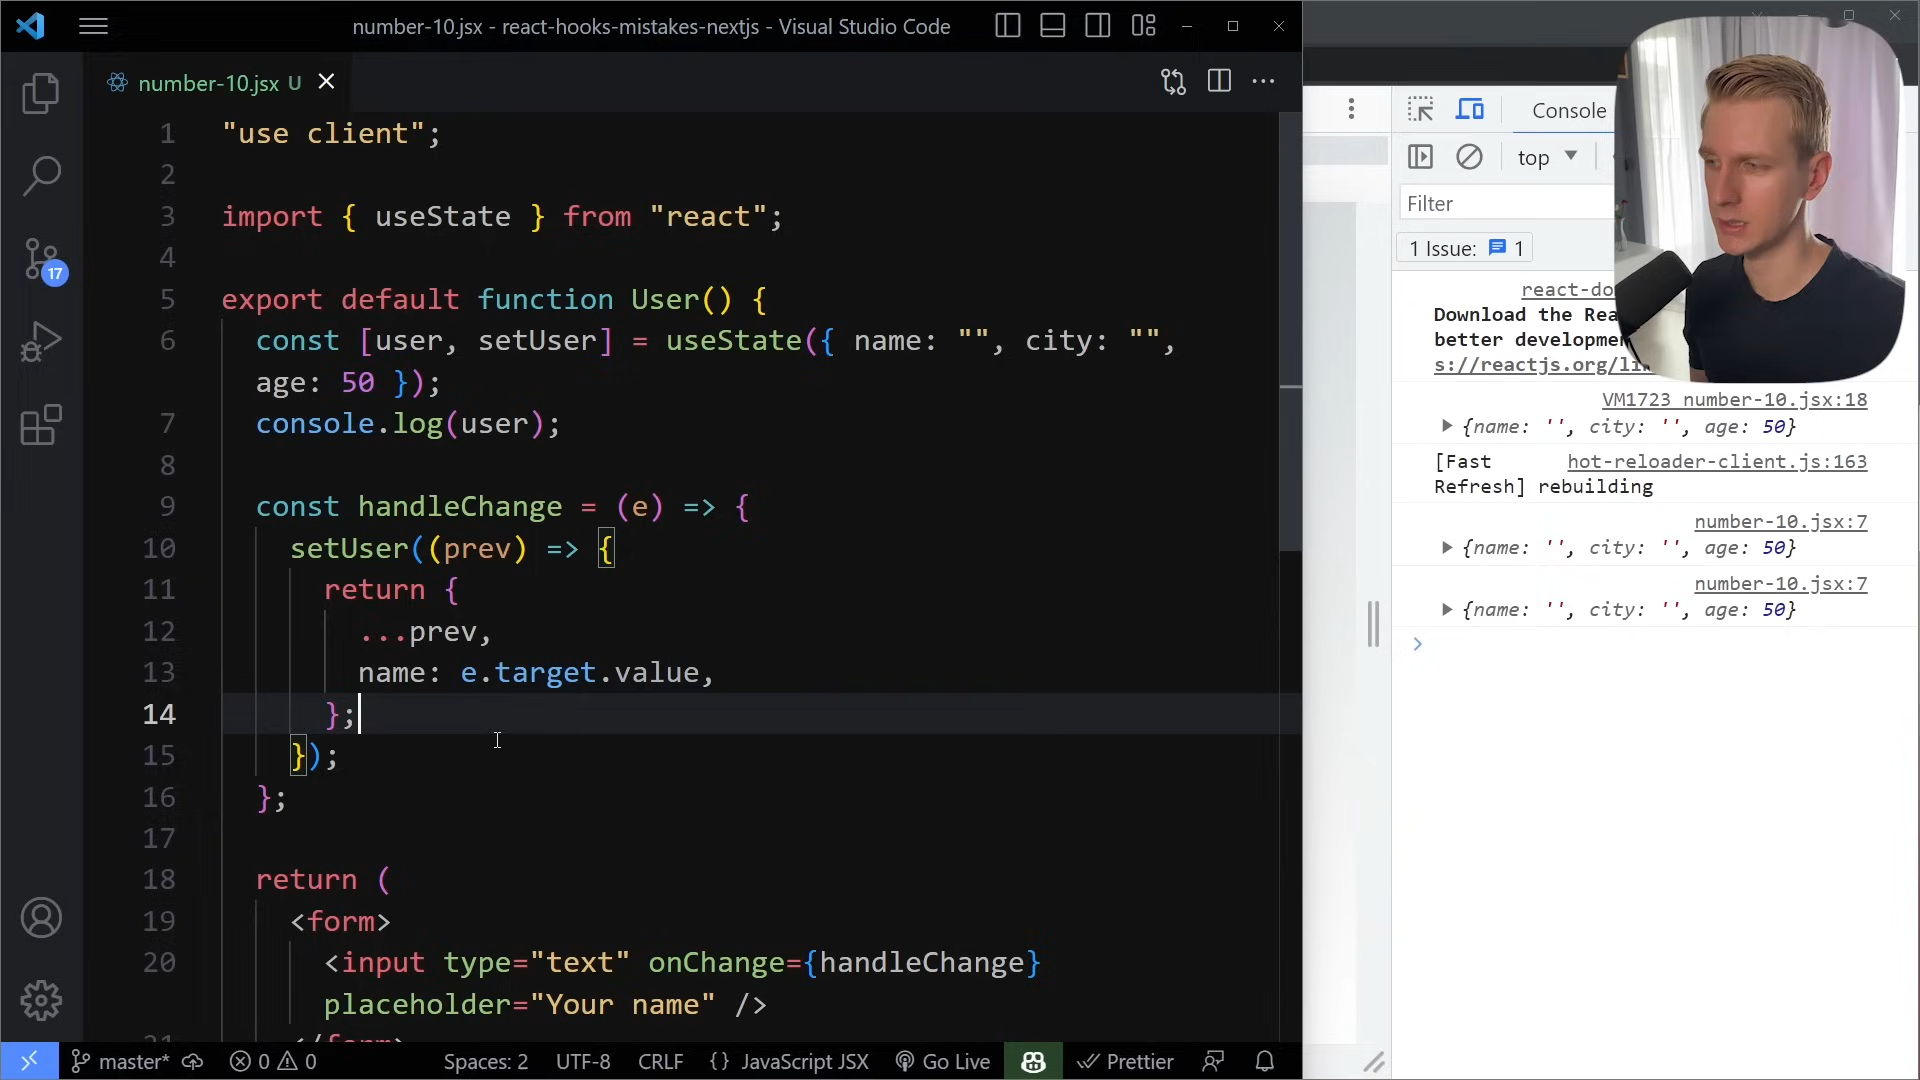 number-10.jsx - react-hooks-mistakes-nextjs - Visual Studio Code
number-10.jsx U
1 "use client";
2
3 import { useState } from "react";
4
5 export default function User() {
6 const [user, setUser] = useState({ name: "", city: "",
age: 50 });
7 console.log(user);
8
9 const handleChange = (e) => {
10 setUser((prev) => {
11 return {
12 ...prev,
13 name: e.target.value,
14 };
15 });
16 };
17
18 return (
19 <form>
20 <input type="text" onChange={handleChange}
placeholder="Your name" />
17
master* 0 0 Spaces: 2 UTF-8 CRLF {} JavaScript JSX Go Live Prettier
Console
top
Filter
1 Issue: 1
react-do
Download the Rea
better developmen
s://reactjs.org/li
VM1723 number-10.jsx:18
{name: '', city: '', age: 50}
[Fast hot-reloader-client.js:163
Refresh] rebuilding
number-10.jsx:7
{name: '', city: '', age: 50}
number-10.jsx:7
{name: '', city: '', age: 50}